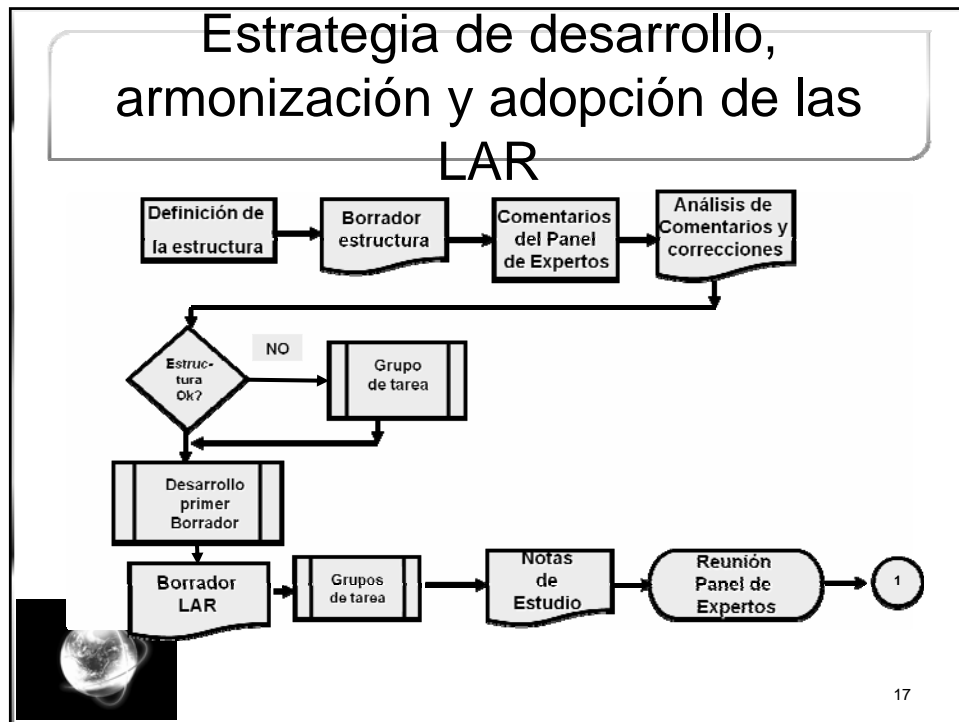 Estrategia de desarrollo,
armonización y adopción de las
LAR
Definición de
la estructura
Borrador
estructura
Comentarios
del Panel
de Expertos
Análisis de
Comentarios y
correcciones
Estruc-
tura
Ok?
NO
Grupo
de tarea
Desarrollo
primer
Borrador
Borrador
LAR
Grupos
de tarea
Notas
de
Estudio
Reunión
Panel de
Expertos
1
17